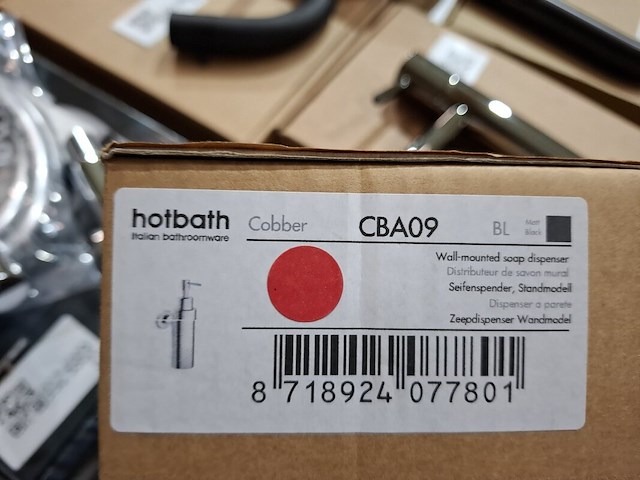 hotbath
Italian bathroomware
Cobber
CBA09
BL
Matt
Black
Wall-mounted soap dispenser
Distributeur de savon mural
Seifenspender, Standmodell
Dispenser a parete
Zeepdispenser Wandmodel
8 718924 077801